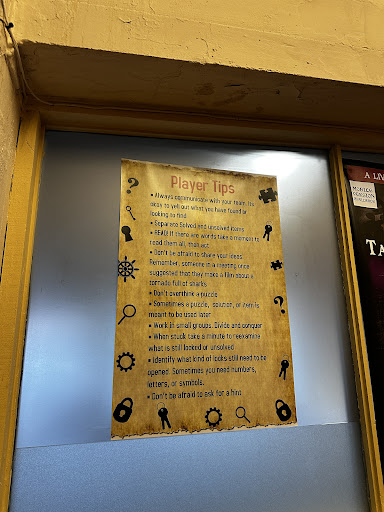 Player Tips
• Always communicate with your team. It's
okay to yell out what you have found or
looking to find
• Separate Solved and unsolved items
• READ! If there are words take a moment to
read them all, then act
• Don't be afraid to share your ideas.
Remember, someone in a meeting once
suggested that they make a film about a
tornado full of sharks
• Don't overthink a puzzle
• Sometimes a puzzle, solution, or item is
meant to be used later
• Work in small groups. Divide and conquer
• When stuck take a minute to reexamine
what is still locked or unsolved
• Identify what kind of locks still need to be
opened. Sometimes you need numbers,
letters, or symbols.
• Don't be afraid to ask for a hint
A LIV
TA